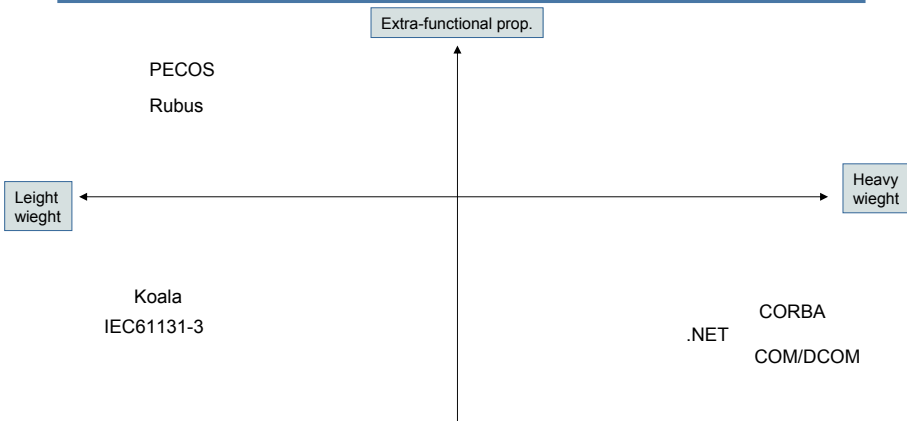 Extra-functional prop.
PECOS
Rubus
Leight
wieght
Heavy
wieght
Koala
IEC61131-3
CORBA
.NET
COM/DCOM